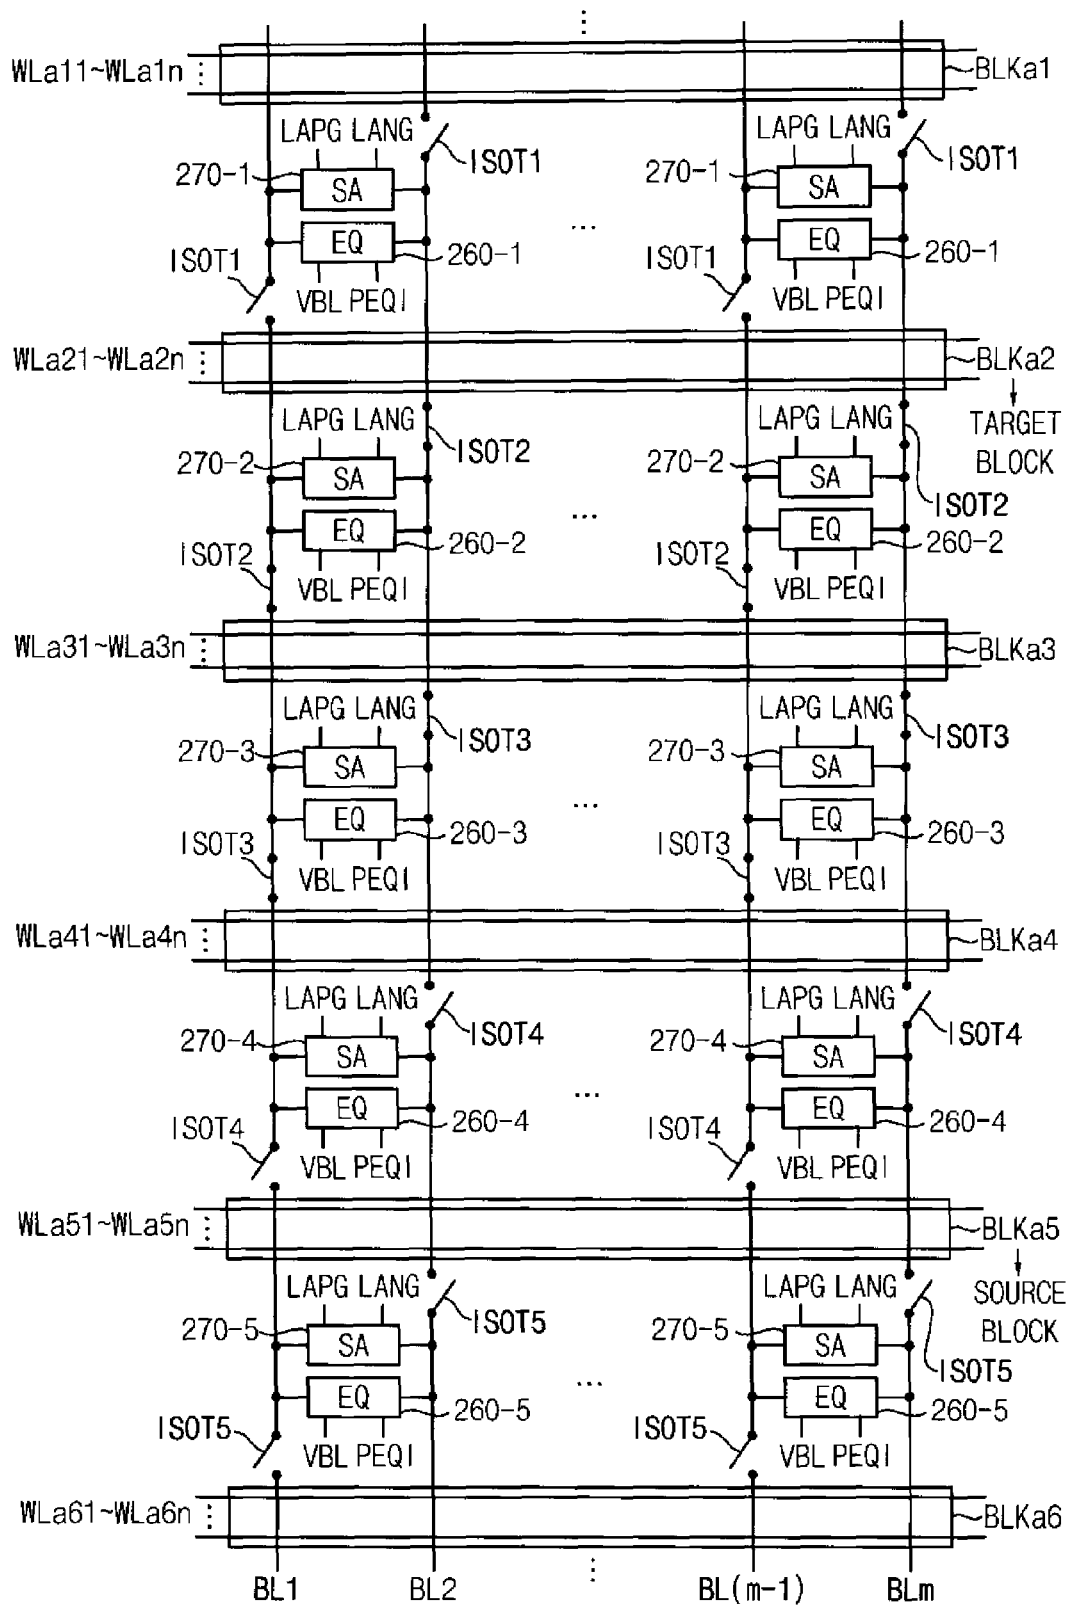 WLa11~WLa1n
BLKa1
LAPG LANG
ISOT1
270-1
SA
EQ
260-1
ISOT1
VBL PEQI
...
LAPG LANG
ISOT1
270-1
SA
EQ
260-1
ISOT1
VBL PEQI
WLa21~WLa2n
BLKa2
TARGET
BLOCK
LAPG LANG
ISOT2
270-2
SA
EQ
260-2
ISOT2
VBL PEQI
...
LAPG LANG
ISOT2
270-2
SA
EQ
260-2
ISOT2
VBL PEQI
WLa31~WLa3n
BLKa3
LAPG LANG
ISOT3
270-3
SA
EQ
260-3
ISOT3
VBL PEQI
...
LAPG LANG
ISOT3
270-3
SA
EQ
260-3
ISOT3
VBL PEQI
WLa41~WLa4n
BLKa4
LAPG LANG
ISOT4
270-4
SA
EQ
260-4
ISOT4
VBL PEQI
...
LAPG LANG
ISOT4
270-4
SA
EQ
260-4
ISOT4
VBL PEQI
WLa51~WLa5n
BLKa5
SOURCE
BLOCK
LAPG LANG
ISOT5
270-5
SA
EQ
260-5
ISOT5
VBL PEQI
...
LAPG LANG
ISOT5
270-5
SA
EQ
260-5
ISOT5
VBL PEQI
WLa61~WLa6n
BLKa6
BL1
BL2
BL(m-1)
BLm